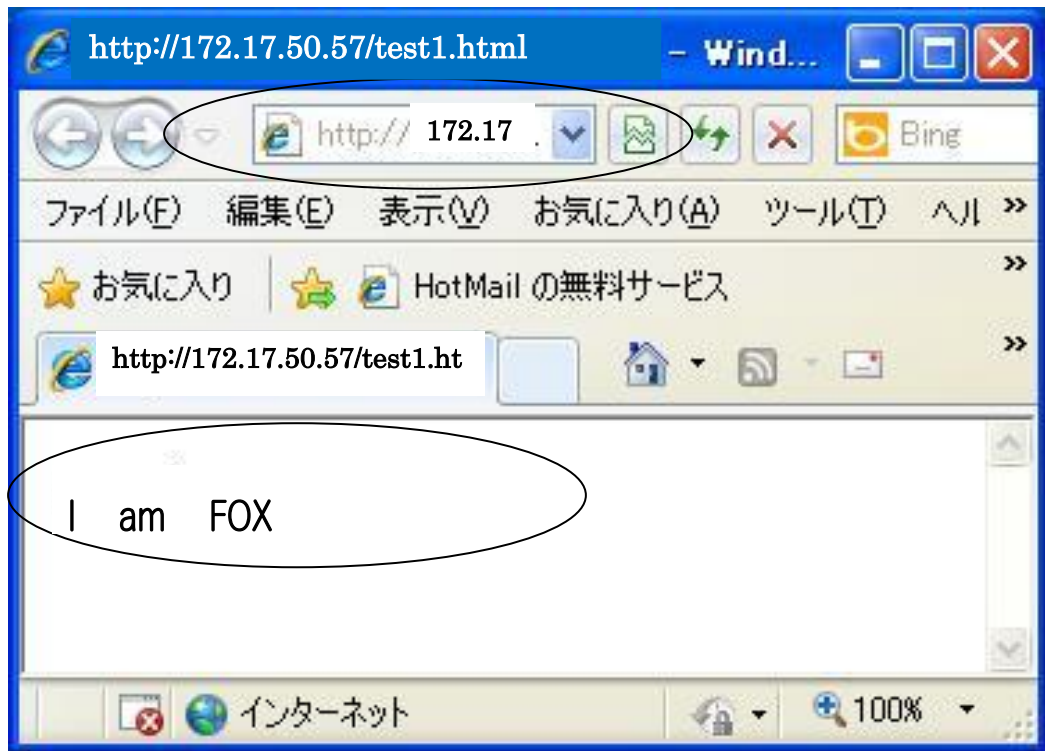 http://172.17.50.57/test1.html - Wind...
http:// 172.17 . Bing
ファイル(F) 編集(E) 表示(V) お気に入り(A) ツール(T) ヘル »
お気に入り HotMail の無料サービス »
http://172.17.50.57/test1.ht »
I am FOX
インターネット 100%